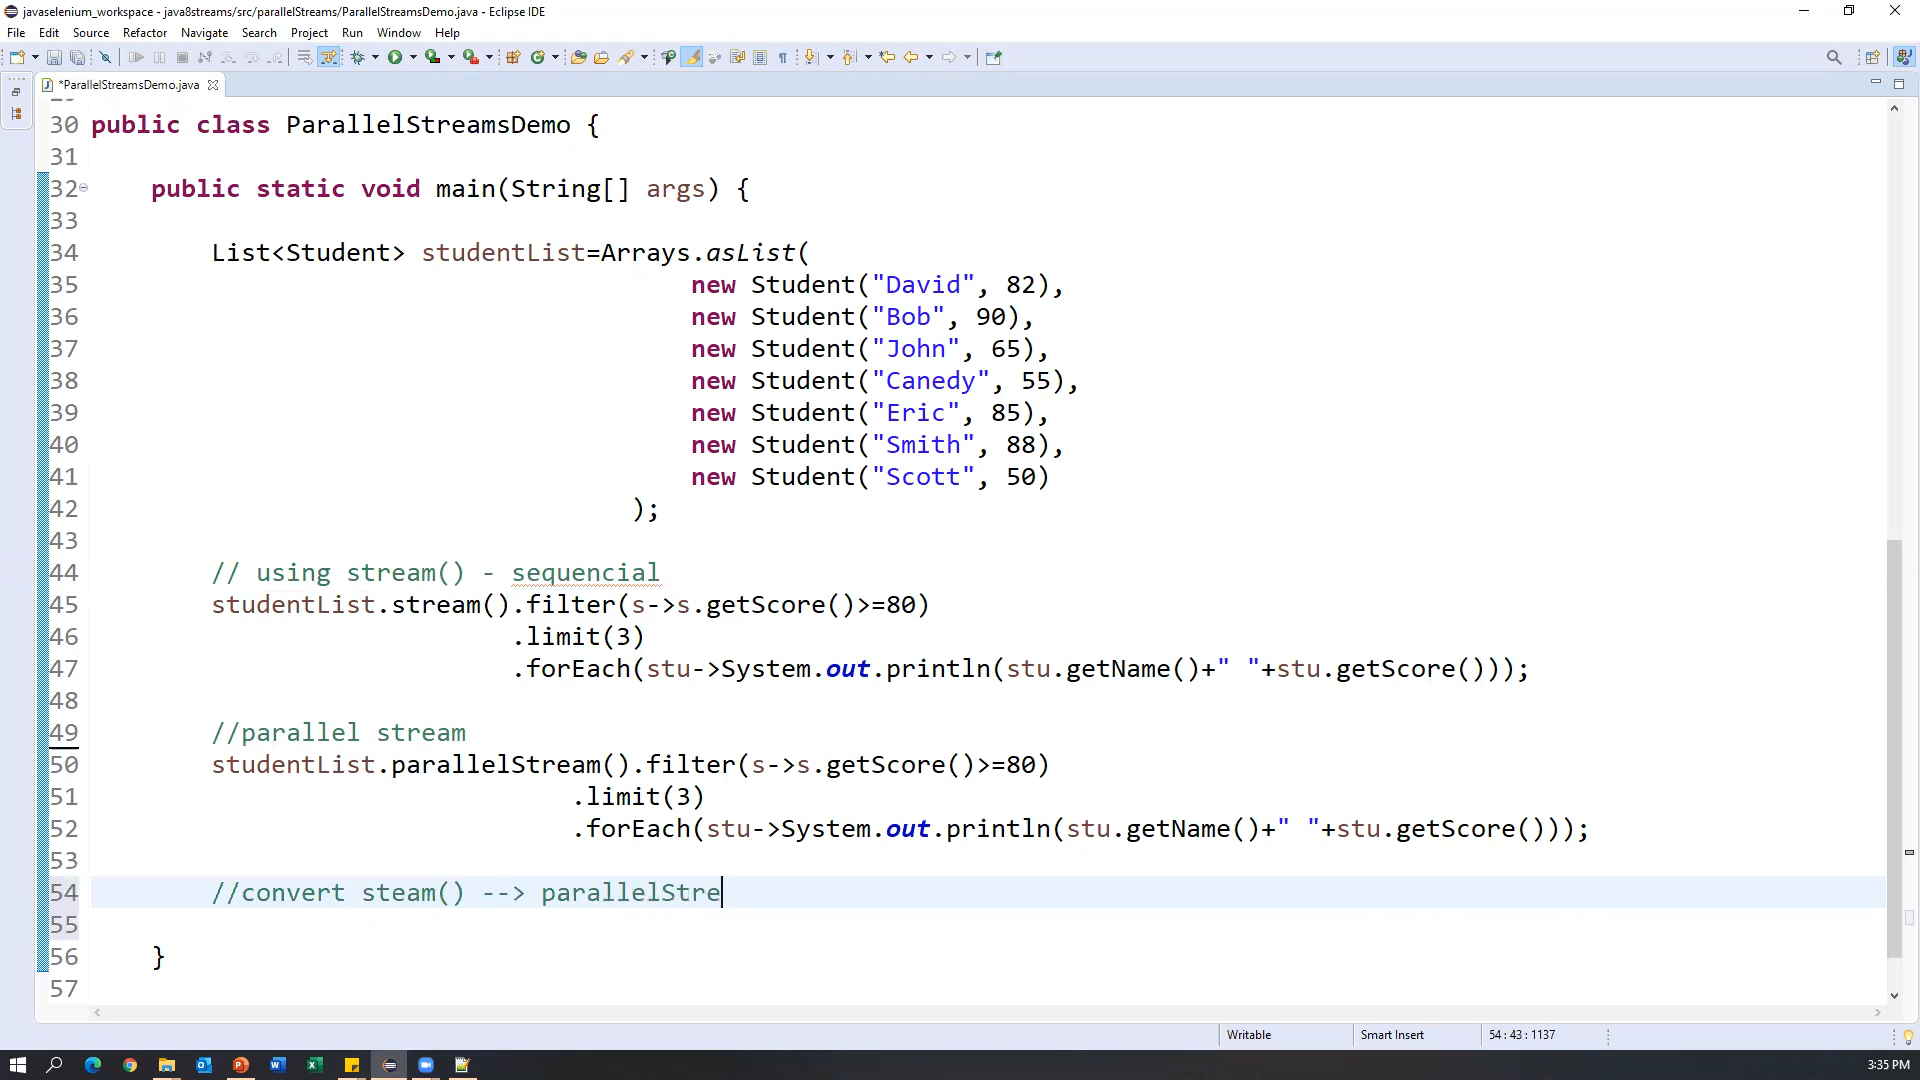 javaselenium_workspace - java8streams/src/parallelStreams/ParallelStreamsDemo.java - Eclipse IDE
File Edit Source Refactor Navigate Search Project Run Window Help
*ParallelStreamsDemo.java
30 public class ParallelStreamsDemo {
31
32 public static void main(String[] args) {
33
34 List<Student> studentList=Arrays.asList(
35 new Student("David", 82),
36 new Student("Bob", 90),
37 new Student("John", 65),
38 new Student("Canedy", 55),
39 new Student("Eric", 85),
40 new Student("Smith", 88),
41 new Student("Scott", 50)
42 );
43
44 // using stream() - sequencial
45 studentList.stream().filter(s->s.getScore()>=80)
46 .limit(3)
47 .forEach(stu->System.out.println(stu.getName()+" "+stu.getScore()));
48
49 //parallel stream
50 studentList.parallelStream().filter(s->s.getScore()>=80)
51 .limit(3)
52 .forEach(stu->System.out.println(stu.getName()+" "+stu.getScore()));
53
54 //convert steam() --> parallelStre
55
56 }
57
Writable Smart Insert 54 : 43 : 1137
3:35 PM